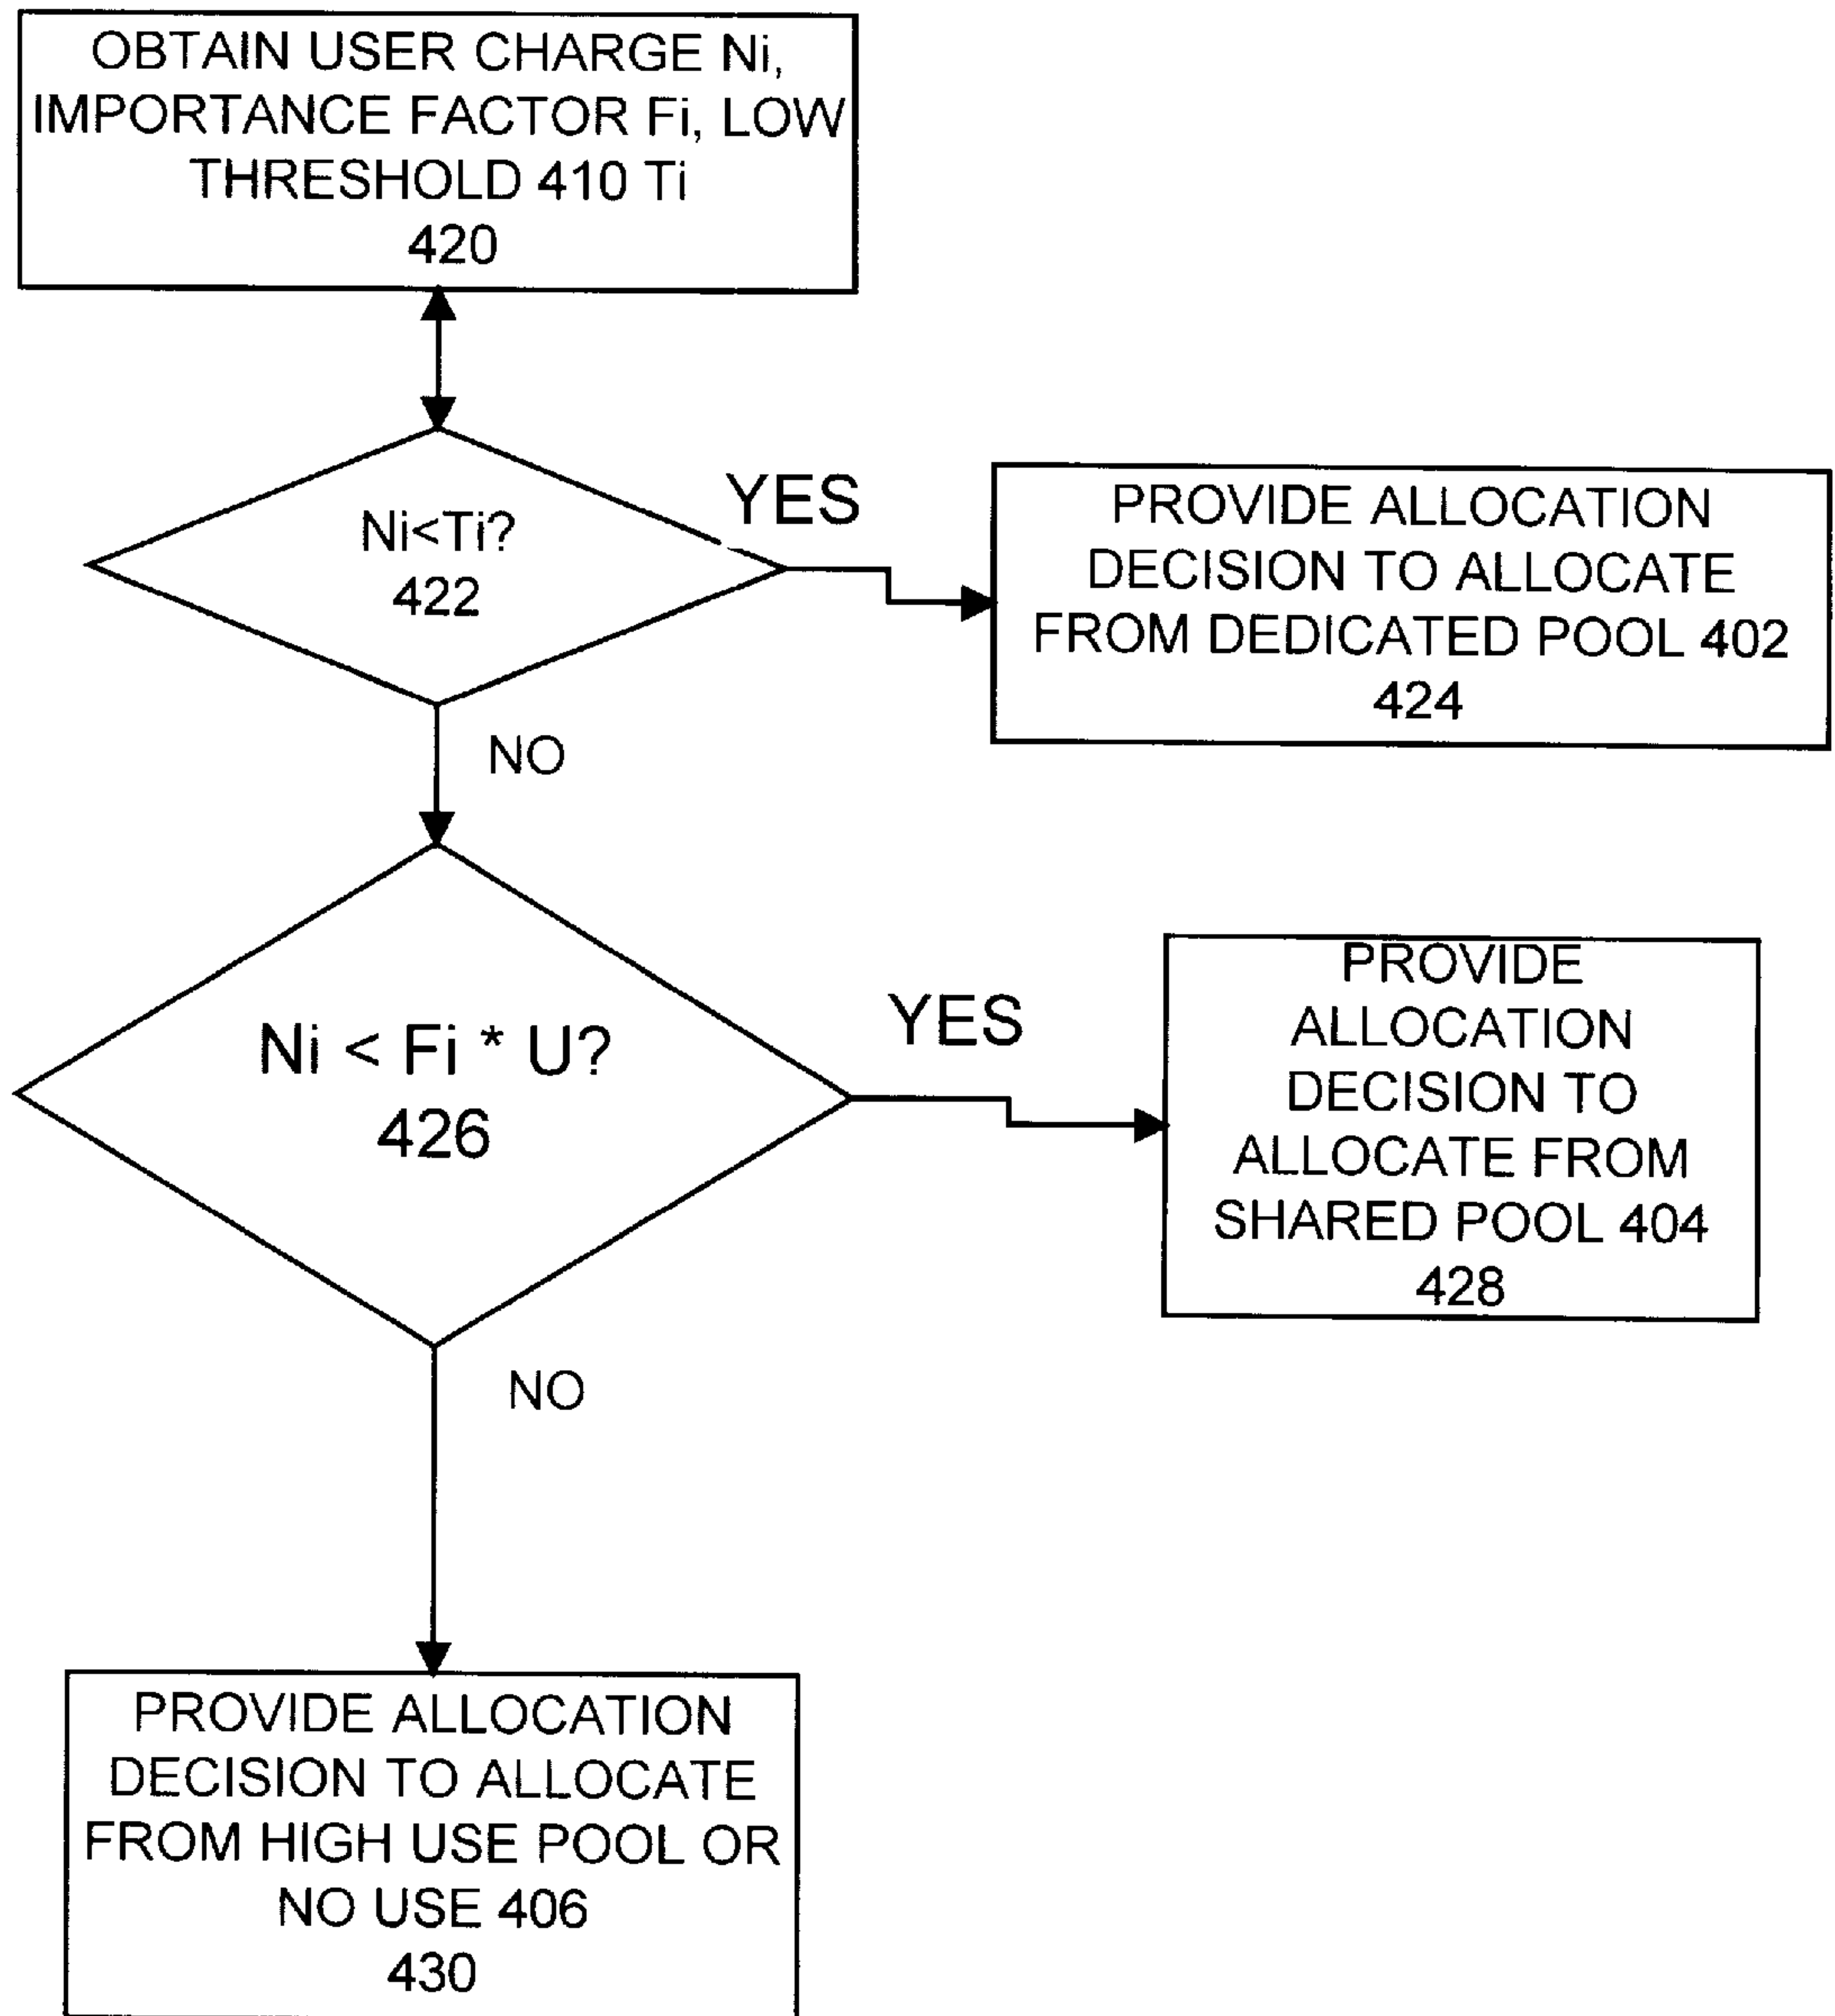 OBTAIN USER CHARGE Ni,
IMPORTANCE FACTOR Fi, LOW
THRESHOLD 410 Ti
420
Ni<Ti?
422
YES
PROVIDE ALLOCATION
DECISION TO ALLOCATE
FROM DEDICATED POOL 402
424
NO
Ni < Fi * U?
426
YES
PROVIDE
ALLOCATION
DECISION TO
ALLOCATE FROM
SHARED POOL 404
428
NO
PROVIDE ALLOCATION
DECISION TO ALLOCATE
FROM HIGH USE POOL OR
NO USE 406
430